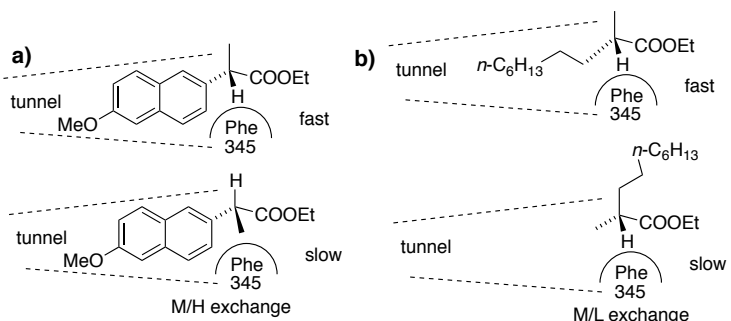 a)
tunnel
MeO
COOEt
H
Phe
345
fast
H
tunnel
MeO
COOEt
Phe
345
slow
M/H exchange
b)
tunnel
n-C6H13
COOEt
H
Phe
345
fast
n-C6H13
tunnel
COOEt
H
Phe
345
slow
M/L exchange